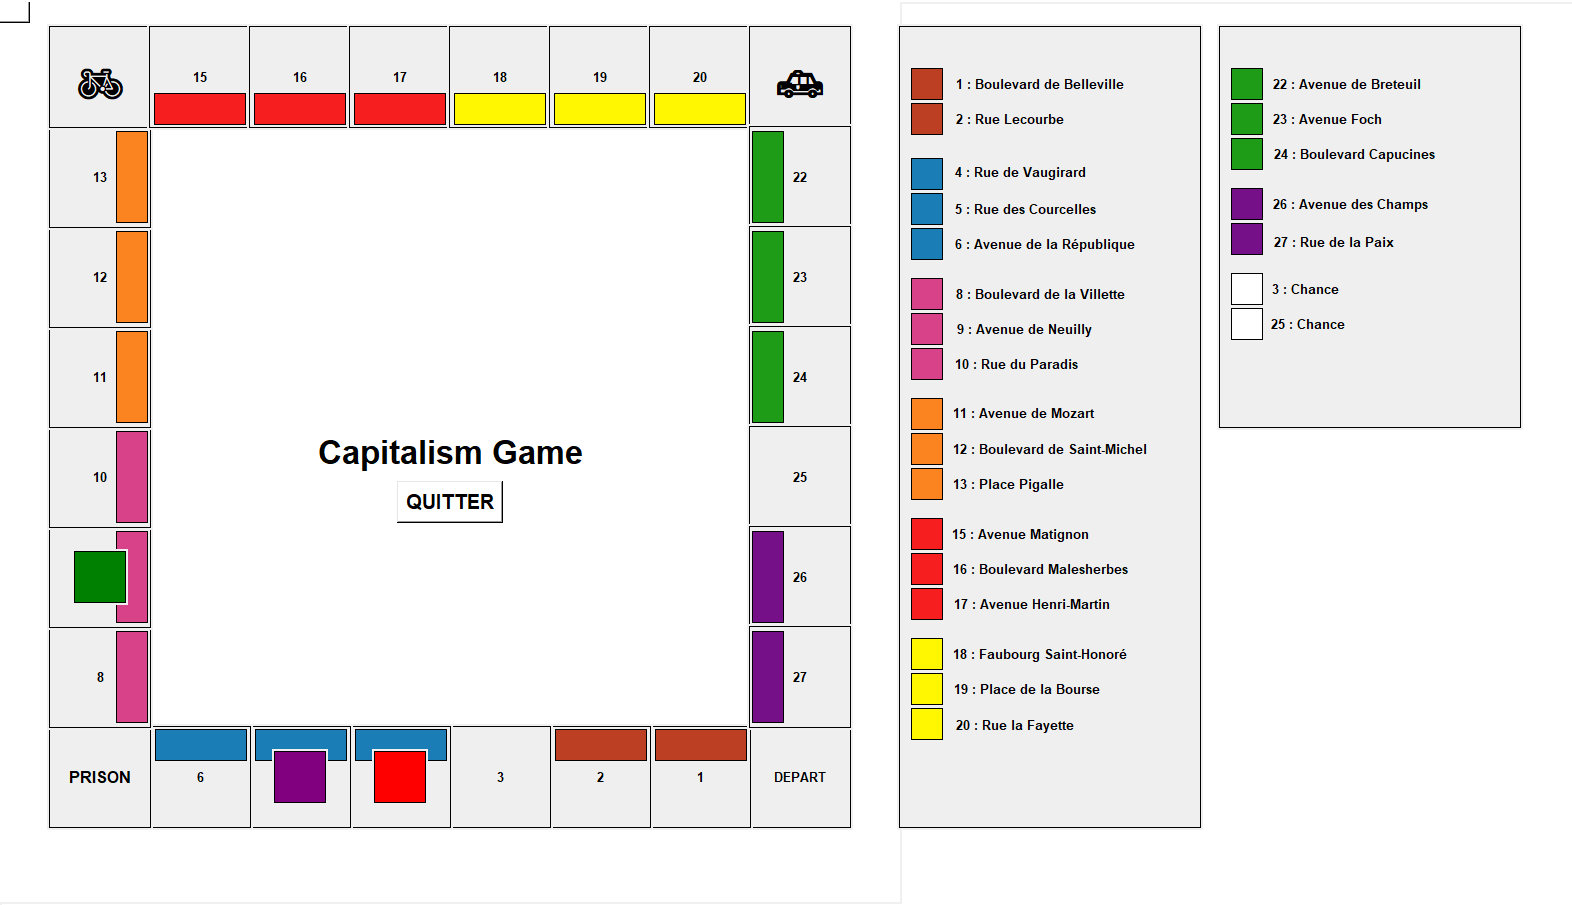 15
16
17
18
19
20
13
22
12
23
11
24
10
25
26
8
27
Capitalism Game
QUITTER
PRISON
6
3
2
1
DEPART
1 : Boulevard de Belleville
2 : Rue Lecourbe
4 : Rue de Vaugirard
5 : Rue des Courcelles
6 : Avenue de la République
8 : Boulevard de la Villette
9 : Avenue de Neuilly
10 : Rue du Paradis
11 : Avenue de Mozart
12 : Boulevard de Saint-Michel
13 : Place Pigalle
15 : Avenue Matignon
16 : Boulevard Malesherbes
17 : Avenue Henri-Martin
18 : Faubourg Saint-Honoré
19 : Place de la Bourse
20 : Rue la Fayette
22 : Avenue de Breteuil
23 : Avenue Foch
24 : Boulevard Capucines
26 : Avenue des Champs
27 : Rue de la Paix
3 : Chance
25 : Chance